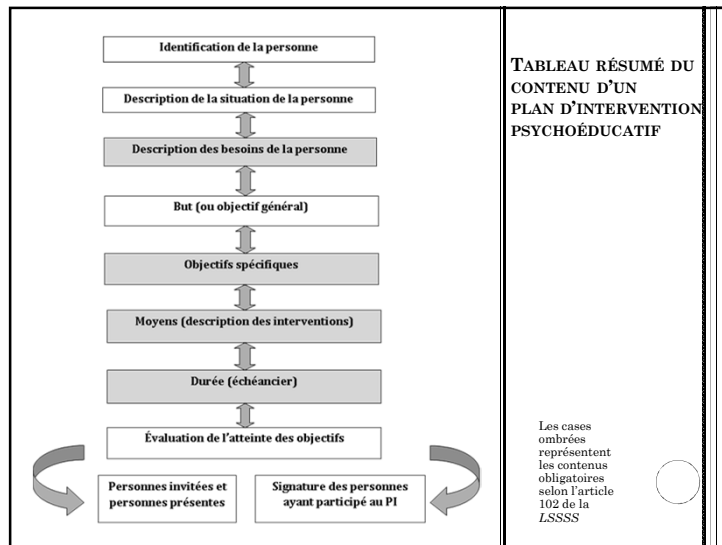 Identification de la personne
Description de la situation de la personne
Description des besoins de la personne
But (ou objectif général)
Objectifs spécifiques
Moyens (description des interventions)
Durée (échéancier)
Évaluation de l'atteinte des objectifs
Personnes invitées et
personnes présentes
Signature des personnes
ayant participé au PI
TABLEAU RÉSUMÉ DU
CONTENU D'UN
PLAN D'INTERVENTION
PSYCHOÉDUCATIF
Les cases
ombrées
représentent
les contenus
obligatoires
selon l'article
102 de la
LSSSS